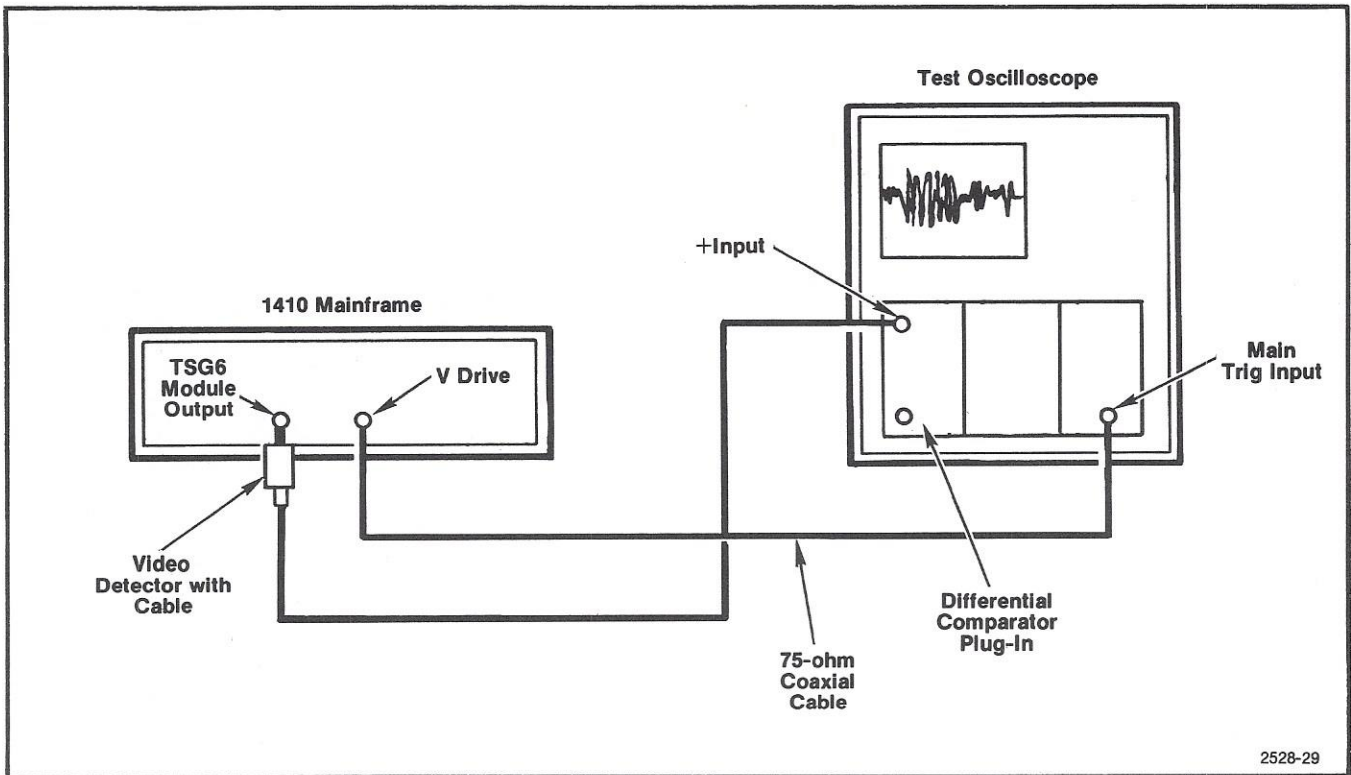 Test Oscilloscope
+Input
1410 Mainframe
TSG6
Module
Output
V Drive
Main
Trig Input
Video
Detector with
Cable
Differential
Comparator
Plug-In
75-ohm
Coaxial
Cable
2528-29